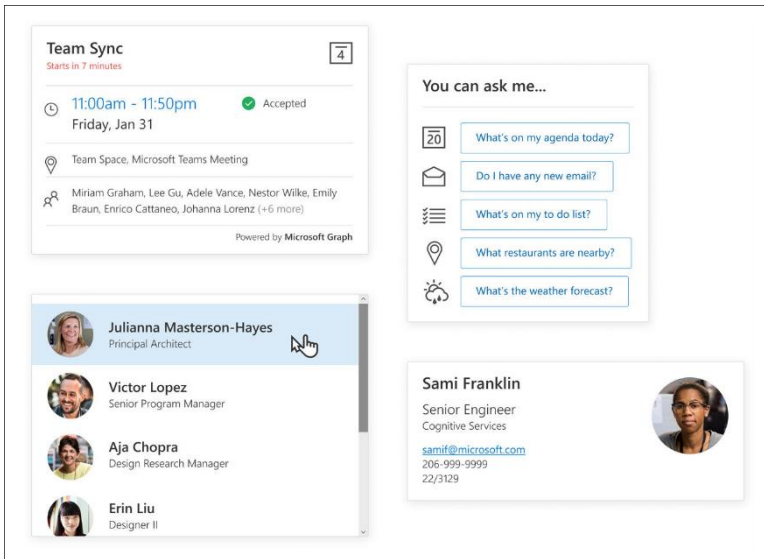 Team Sync
Starts in 7 minutes
4
11:00am - 11:50pm
Accepted
Friday, Jan 31
Team Space, Microsoft Teams Meeting
Miriam Graham, Lee Gu, Adele Vance, Nestor Wilke, Emily
Braun, Enrico Cattaneo, Johanna Lorenz (+6 more)
Powered by Microsoft Graph
You can ask me...
20
What's on my agenda today?
Do I have any new email?
What's on my to do list?
What restaurants are nearby?
What's the weather forecast?
Julianna Masterson-Hayes
Principal Architect
Victor Lopez
Senior Program Manager
Aja Chopra
Design Research Manager
Erin Liu
Designer II
Sami Franklin
Senior Engineer
Cognitive Services
samif@microsoft.com
206-999-9999
22/3129